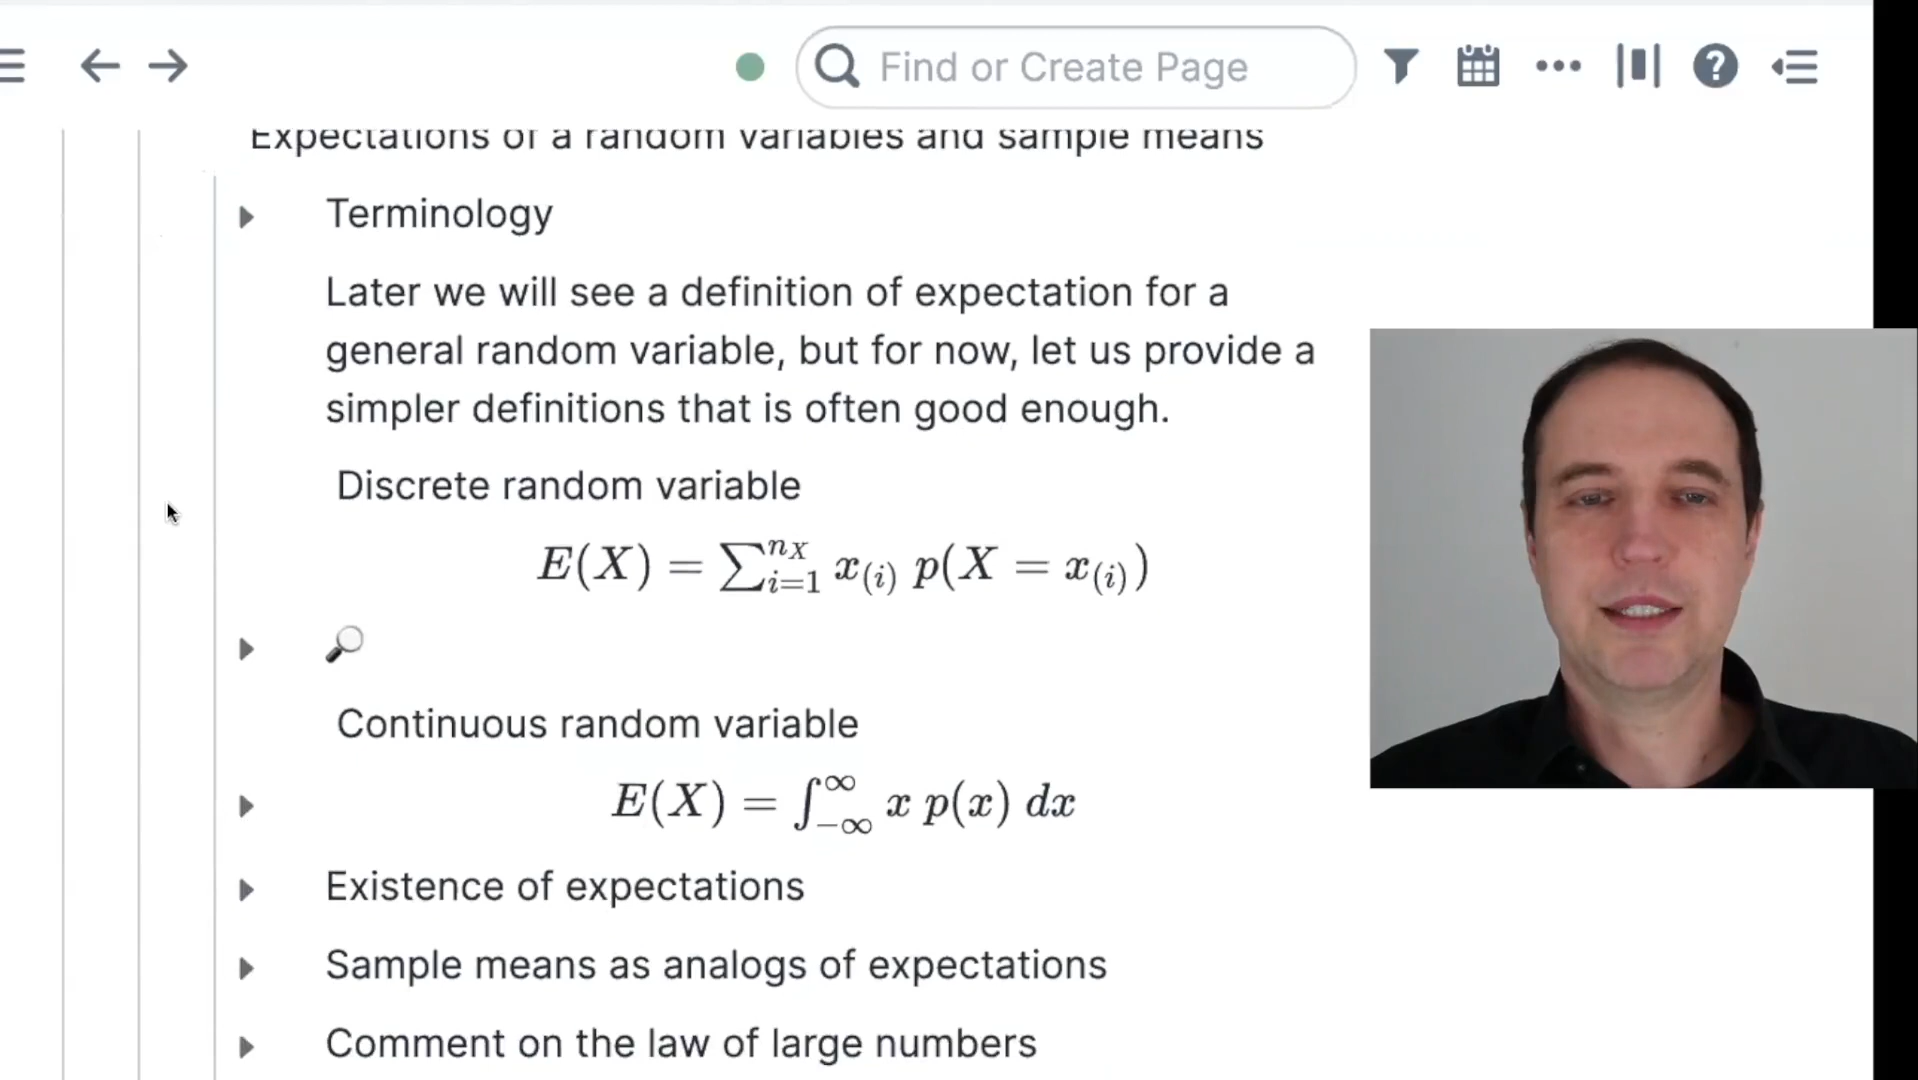 Find or Create Page
Expectations of a random variables and sample means
Terminology
Later we will see a definition of expectation for a
general random variable, but for now, let us provide a
simpler definitions that is often good enough.
Discrete random variable
E(X) = ∑_{i=1}^{n_X} x_{(i)} p(X = x_{(i)})
Continuous random variable
E(X) = ∫_{-∞}^{∞} x p(x) dx
Existence of expectations
Sample means as analogs of expectations
Comment on the law of large numbers